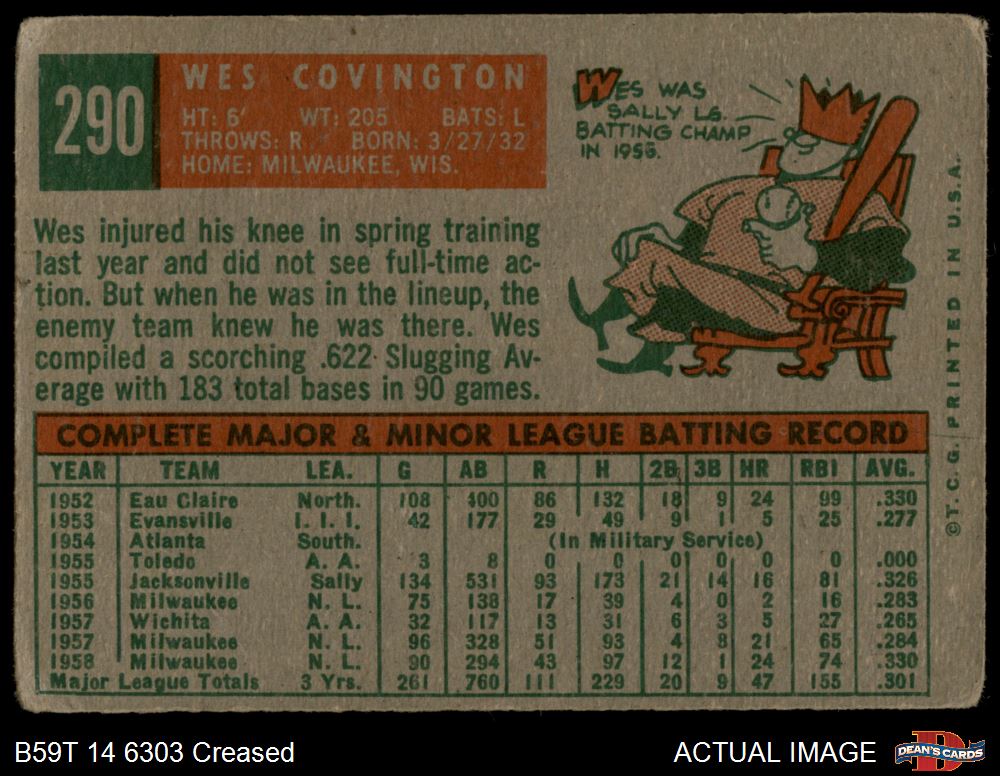 290
WES COVINGTON
HT: 6' WT: 205 BATS: L
THROWS: R BORN: 3/27/32
HOME: MILWAUKEE, WIS.
WES WAS
SALLY LG.
BATTING CHAMP
IN 1955.
Wes injured his knee in spring training
last year and did not see full-time ac-
tion. But when he was in the lineup, the
enemy team knew he was there. Wes
compiled a scorching .622 Slugging Av-
erage with 183 total bases in 90 games.
COMPLETE MAJOR & MINOR LEAGUE BATTING RECORD
YEAR TEAM LEA. G AB R H 2B 3B HR RBI AVG.
1952 Eau Claire North. 108 400 86 132 18 9 24 99 .330
1953 Evansville I. I. I. 42 177 29 49 9 1 5 25 .277
1954 Atlanta South. (In Military Service)
1955 Toledo A. A. 3 8 0 0 0 0 0 0 .000
1955 Jacksonville Sally 134 531 93 173 21 14 16 81 .326
1956 Milwaukee N. L. 75 138 17 39 4 0 2 16 .283
1957 Wichita A. A. 32 117 13 31 6 3 5 27 .265
1957 Milwaukee N. L. 96 328 51 93 4 8 21 65 .284
1958 Milwaukee N. L. 90 294 43 97 12 1 24 74 .330
Major League Totals 3 Yrs. 261 760 111 229 20 9 47 155 .301
©T. C. G. PRINTED IN U.S.A.
B59T 14 6303 Creased
ACTUAL IMAGE
DEAN'S CARDS